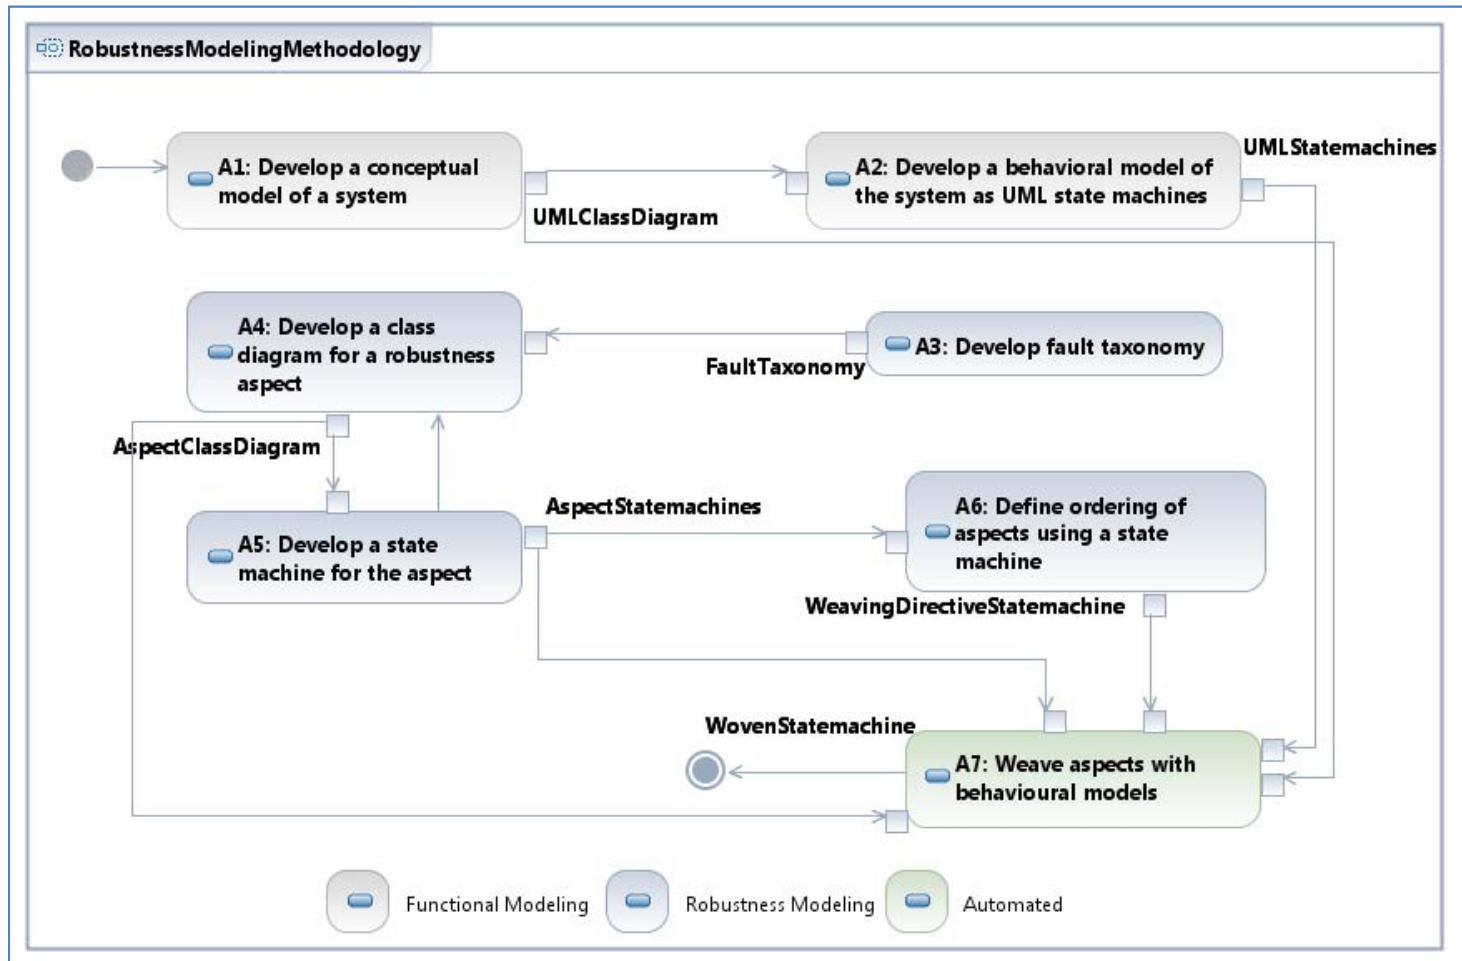 RobustnessModelingMethodology
A1: Develop a conceptual
model of a system
A2: Develop a behavioral model of
the system as UML state machines
UMLStatemachines
UMLClassDiagram
A4: Develop a class
diagram for a robustness
aspect
A3: Develop fault taxonomy
FaultTaxonomy
AspectClassDiagram
A5: Develop a state
machine for the aspect
AspectStatemachines
A6: Define ordering of
aspects using a state
machine
WeavingDirectiveStatemachine
WovenStatemachine
A7: Weave aspects with
behavioural models
Functional Modeling
Robustness Modeling
Automated